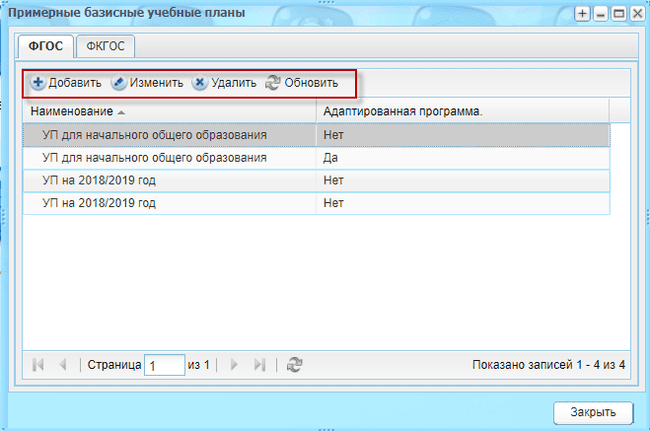 Примерные базисные учебные планы
ФГОС ФКГОС
Добавить Изменить Удалить Обновить
Наименование Адаптированная программа.
УП для начального общего образования Нет
УП для начального общего образования Да
УП на 2018/2019 год Нет
УП на 2018/2019 год Нет
Страница 1 из 1 Показано записей 1 - 4 из 4
Закрыть